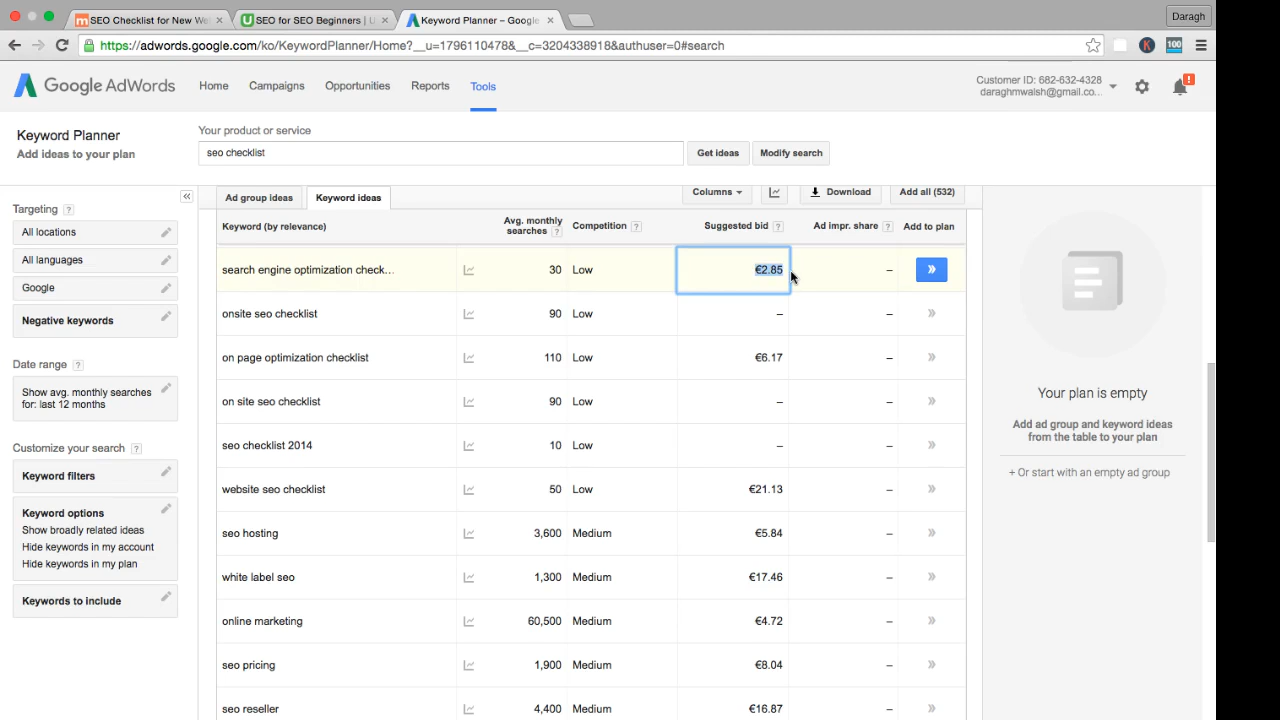 SEO Checklist for New We
SEO for SEO Beginners | U
Keyword Planner – Google
Daragh
https://adwords.google.com/ko/KeywordPlanner/Home?__u=1796110478&__c=3204338918&authuser=0#search
K
100
Google AdWords
Home
Campaigns
Opportunities
Reports
Tools
Customer ID: 682-632-4328
daraghmwalsh@gmail.co...
!
Keyword Planner
Add ideas to your plan
Your product or service
seo checklist
Get ideas
Modify search
Targeting ?
All locations
All languages
Google
Negative keywords
Date range ?
Show avg. monthly searches
for: last 12 months
Customize your search ?
Keyword filters
Keyword options
Show broadly related ideas
Hide keywords in my account
Hide keywords in my plan
Keywords to include
Ad group ideas
Keyword ideas
Columns
Download
Add all (532)
Keyword (by relevance)
Avg. monthly
searches ?
Competition ?
Suggested bid ?
Ad impr. share ?
Add to plan
search engine optimization check... 30 Low €2.85 – »
onsite seo checklist 90 Low – – »
on page optimization checklist 110 Low €6.17 – »
on site seo checklist 90 Low – – »
seo checklist 2014 10 Low – – »
website seo checklist 50 Low €21.13 – »
seo hosting 3,600 Medium €5.84 – »
white label seo 1,300 Medium €17.46 – »
online marketing 60,500 Medium €4.72 – »
seo pricing 1,900 Medium €8.04 – »
seo reseller 4,400 Medium €16.87 – »
Your plan is empty
Add ad group and keyword ideas
from the table to your plan
+ Or start with an empty ad group